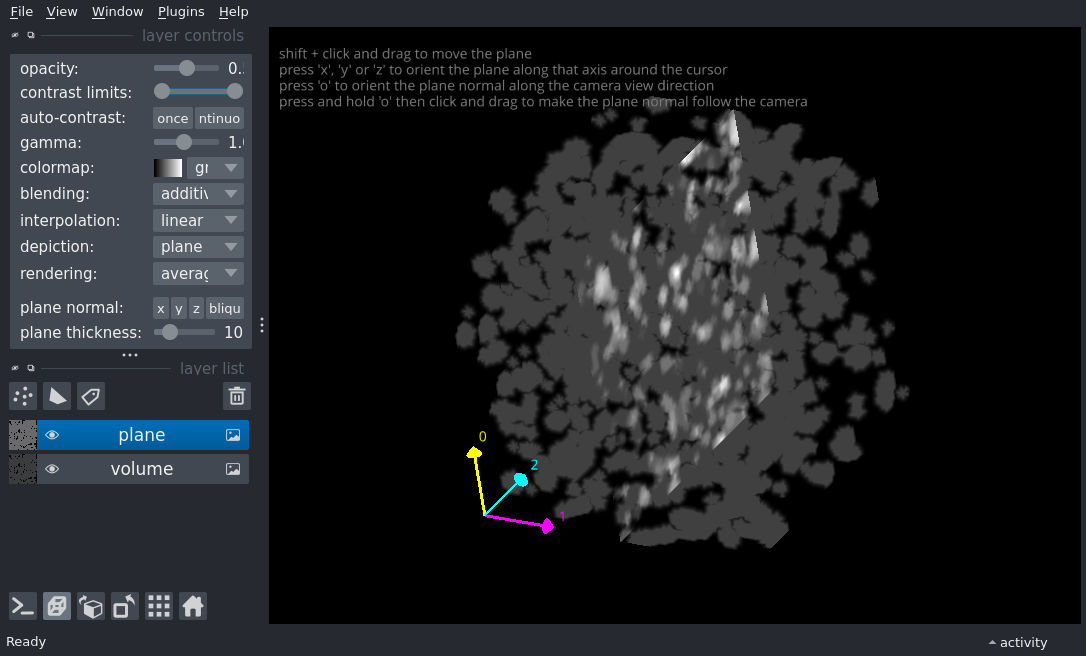 File View Window Plugins Help
layer controls
opacity: 0.
contrast limits:
auto-contrast: once ntinuo
gamma: 1.
colormap: gr
blending: additiv
interpolation: linear
depiction: plane
rendering: averag
plane normal: x y z bliqu
plane thickness: 10
layer list
plane
volume
Ready
shift + click and drag to move the plane
press 'x', 'y' or 'z' to orient the plane along that axis around the cursor
press 'o' to orient the plane normal along the camera view direction
press and hold 'o' then click and drag to make the plane normal follow the camera
0
2
1
activity